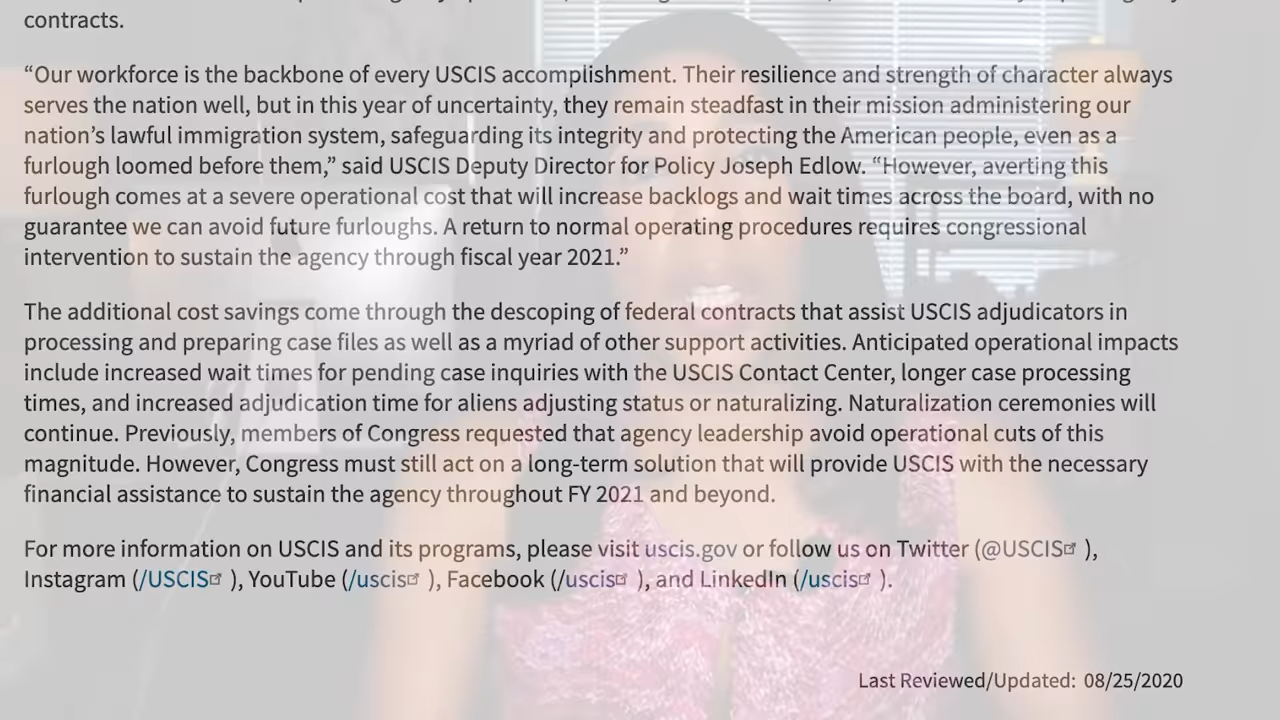 contracts.
“Our workforce is the backbone of every USCIS accomplishment. Their resilience and strength of character always
serves the nation well, but in this year of uncertainty, they remain steadfast in their mission administering our
nation’s lawful immigration system, safeguarding its integrity and protecting the American people, even as a
furlough loomed before them,” said USCIS Deputy Director for Policy Joseph Edlow. “However, averting this
furlough comes at a severe operational cost that will increase backlogs and wait times across the board, with no
guarantee we can avoid future furloughs. A return to normal operating procedures requires congressional
intervention to sustain the agency through fiscal year 2021.”
The additional cost savings come through the descoping of federal contracts that assist USCIS adjudicators in
processing and preparing case files as well as a myriad of other support activities. Anticipated operational impacts
include increased wait times for pending case inquiries with the USCIS Contact Center, longer case processing
times, and increased adjudication time for aliens adjusting status or naturalizing. Naturalization ceremonies will
continue. Previously, members of Congress requested that agency leadership avoid operational cuts of this
magnitude. However, Congress must still act on a long-term solution that will provide USCIS with the necessary
financial assistance to sustain the agency throughout FY 2021 and beyond.
For more information on USCIS and its programs, please visit uscis.gov or follow us on Twitter (@USCIS ),
Instagram (/USCIS ), YouTube (/uscis ), Facebook (/uscis ), and LinkedIn (/uscis ).
Last Reviewed/Updated: 08/25/2020